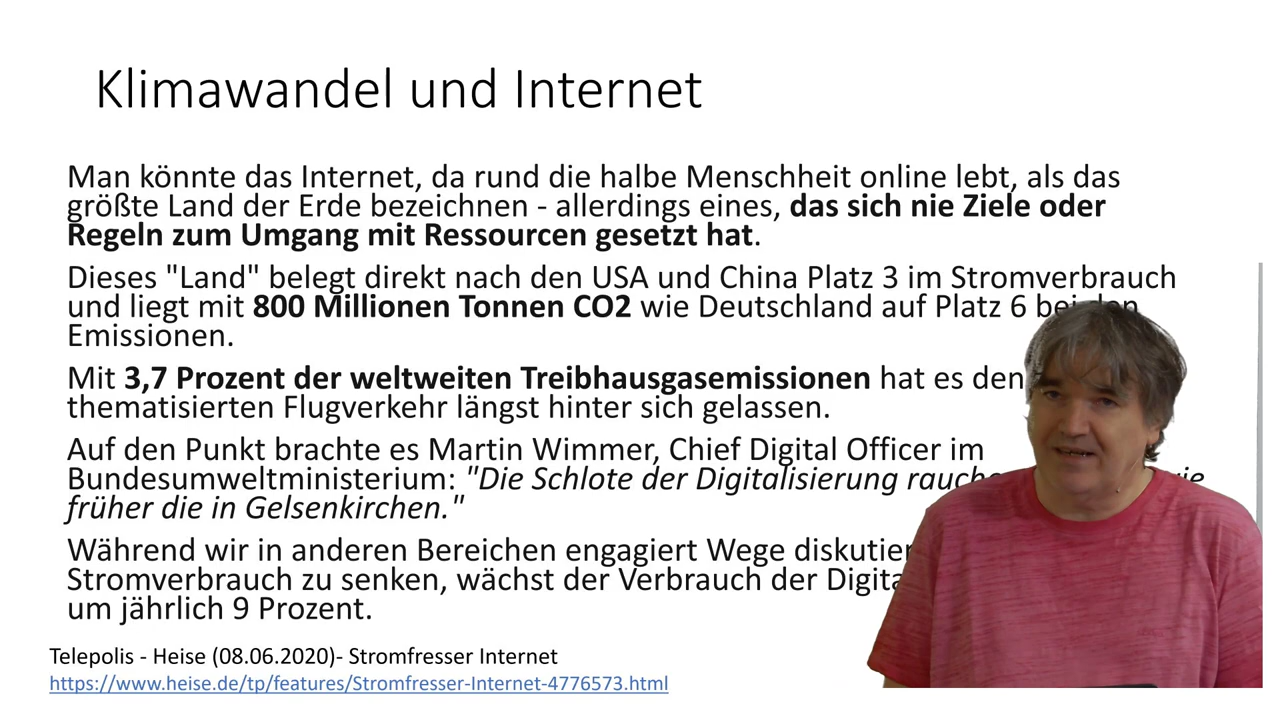 Klimawandel und Internet
Man könnte das Internet, da rund die halbe Menschheit online lebt, als das
größte Land der Erde bezeichnen - allerdings eines, das sich nie Ziele oder
Regeln zum Umgang mit Ressourcen gesetzt hat.
Dieses "Land" belegt direkt nach den USA und China Platz 3 im Stromverbrauch
und liegt mit 800 Millionen Tonnen CO2 wie Deutschland auf Platz 6 bei den
Emissionen.
Mit 3,7 Prozent der weltweiten Treibhausgasemissionen hat es den
thematisierten Flugverkehr längst hinter sich gelassen.
Auf den Punkt brachte es Martin Wimmer, Chief Digital Officer im
Bundesumweltministerium: "Die Schlote der Digitalisierung
früher die in Gelsenkirchen."
Während wir in anderen Bereichen engagiert Wege
Stromverbrauch zu senken, wächst der Verbrauch der
um jährlich 9 Prozent.
Telepolis - Heise (08.06.2020)- Stromfresser Internet
https://www.heise.de/tp/features/Stromfresser-Internet-4776573.html